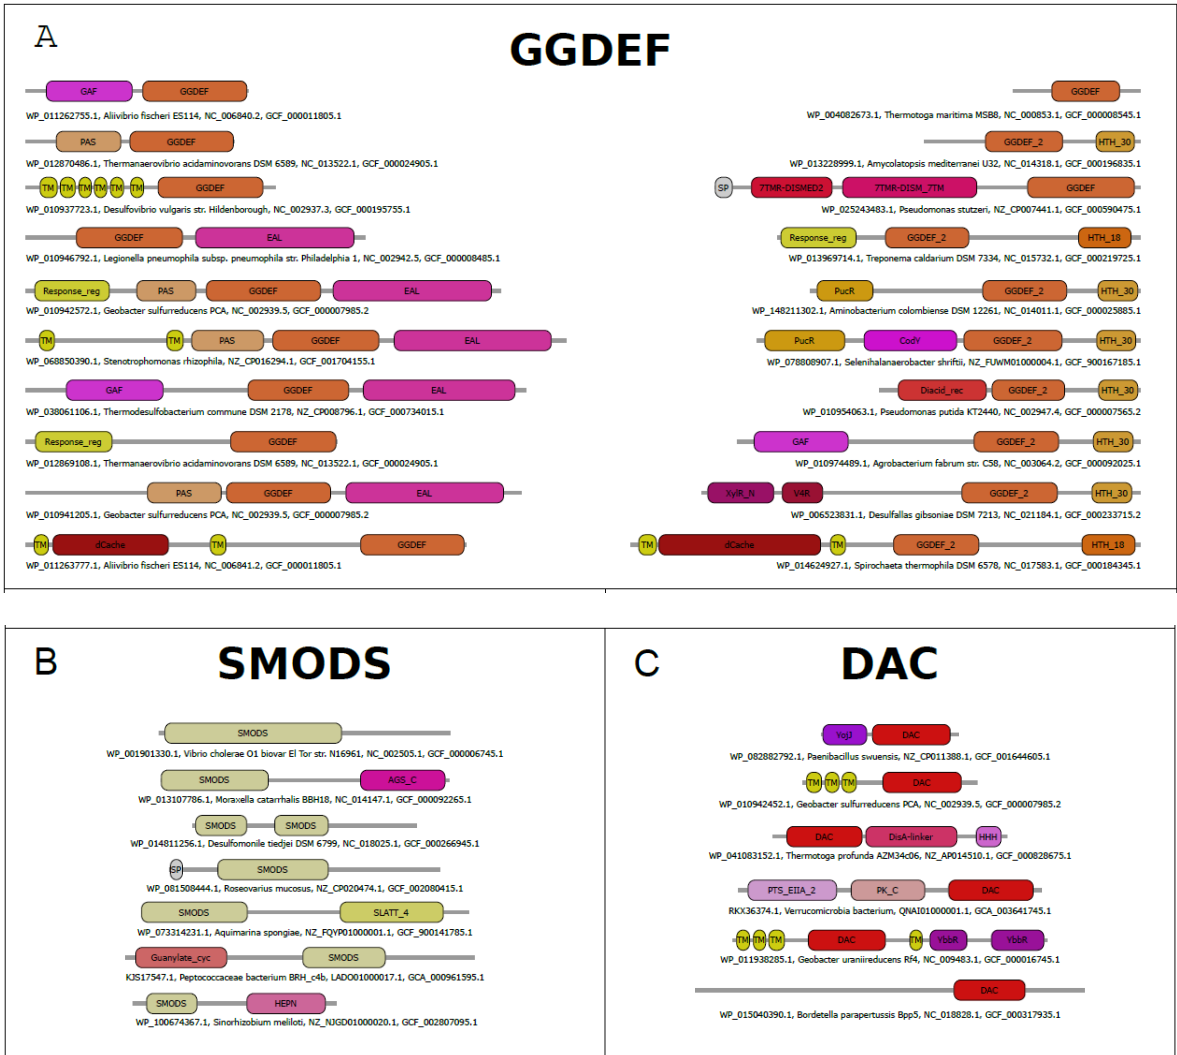 A
GGDEF
GAF GGDEF
WP_011262755.1, Aliivibrio fischeri ES114, NC_006840.2, GCF_000011805.1
PAS GGDEF
WP_012870486.1, Thermanaerovibrio acidaminovorans DSM 6589, NC_013522.1, GCF_000024905.1
TM TM TM TM TM TM GGDEF
WP_010937723.1, Desulfovibrio vulgaris str. Hildenborough, NC_002937.3, GCF_000195755.1
GGDEF EAL
WP_010946792.1, Legionella pneumophila subsp. pneumophila str. Philadelphia 1, NC_002942.5, GCF_000008485.1
Response_reg PAS GGDEF EAL
WP_010942572.1, Geobacter sulfurreducens PCA, NC_002939.5, GCF_000007985.2
TM TM PAS GGDEF EAL
WP_068850390.1, Stenotrophomonas rhizophila, NZ_CP016294.1, GCF_001704155.1
GAF GGDEF EAL
WP_038061106.1, Thermodesulfobacterium commune DSM 2178, NZ_CP008796.1, GCF_000734015.1
Response_reg GGDEF
WP_012869108.1, Thermanaerovibrio acidaminovorans DSM 6589, NC_013522.1, GCF_000024905.1
PAS GGDEF EAL
WP_010941205.1, Geobacter sulfurreducens PCA, NC_002939.5, GCF_000007985.2
TM dCache TM GGDEF
WP_011263777.1, Aliivibrio fischeri ES114, NC_006841.2, GCF_000011805.1
GGDEF
WP_004082673.1, Thermotoga maritima MSB8, NC_000853.1, GCF_000008545.1
GGDEF_2 HTH_30
WP_013228999.1, Amycolatopsis mediterranei U32, NC_014318.1, GCF_000196835.1
SP 7TMR-DISMED2 7TMR-DISM_7TM GGDEF
WP_025243483.1, Pseudomonas stutzeri, NZ_CP007441.1, GCF_000590475.1
Response_reg GGDEF_2 HTH_18
WP_013969714.1, Treponema caldarium DSM 7334, NC_015732.1, GCF_000219725.1
PucR GGDEF_2 HTH_30
WP_148211302.1, Aminobacterium colombiense DSM 12261, NC_014011.1, GCF_000025885.1
PucR CodY GGDEF_2 HTH_30
WP_078808907.1, Selenihalanaerobacter shriftii, NZ_FUWM01000004.1, GCF_900167185.1
Diacid_rec GGDEF_2 HTH_30
WP_010954063.1, Pseudomonas putida KT2440, NC_002947.4, GCF_000007565.2
GAF GGDEF_2 HTH_30
WP_010974489.1, Agrobacterium fabrum str. C58, NC_003064.2, GCF_000092025.1
XylR_N V4R GGDEF_2 HTH_30
WP_006523831.1, Desulfallas gibsoniae DSM 7213, NC_021184.1, GCF_000233715.2
TM dCache TM GGDEF_2 HTH_18
WP_014624927.1, Spirochaeta thermophila DSM 6578, NC_017583.1, GCF_000184345.1
B
SMODS
SMODS
WP_001901330.1, Vibrio cholerae O1 biovar El Tor str. N16961, NC_002505.1, GCF_000006745.1
SMODS AGS_C
WP_013107786.1, Moraxella catarrhalis BBH18, NC_014147.1, GCF_000092265.1
SMODS SMODS
WP_014811256.1, Desulfomonile tiedjei DSM 6799, NC_018025.1, GCF_000266945.1
SP SMODS
WP_081508444.1, Roseovarius mucosus, NZ_CP020474.1, GCF_002080415.1
SMODS SLATT_4
WP_073314231.1, Aquimarina spongiae, NZ_FQYP01000001.1, GCF_900141785.1
Guanylate_cyc SMODS
KJS17547.1, Peptococcaceae bacterium BRH_c4b, LADO01000017.1, GCA_000961595.1
SMODS HEPN
WP_100674367.1, Sinorhizobium meliloti, NZ_NJGD01000020.1, GCF_002807095.1
C
DAC
YojJ DAC
WP_082882792.1, Paenibacillus swuensis, NZ_CP011388.1, GCF_001644605.1
TM TM TM DAC
WP_010942452.1, Geobacter sulfurreducens PCA, NC_002939.5, GCF_000007985.2
DAC DisA-linker HHH
WP_041083152.1, Thermotoga profunda AZM34c06, NZ_AP014510.1, GCF_000828675.1
PTS_EIIA_2 PK_C DAC
RKX36374.1, Verrucomicrobia bacterium, QNAI01000001.1, GCA_003641745.1
TM TM TM DAC TM YbbR YbbR
WP_011938285.1, Geobacter uraniireducens Rf4, NC_009483.1, GCF_000016745.1
DAC
WP_015040390.1, Bordetella parapertussis Bpp5, NC_018828.1, GCF_000317935.1